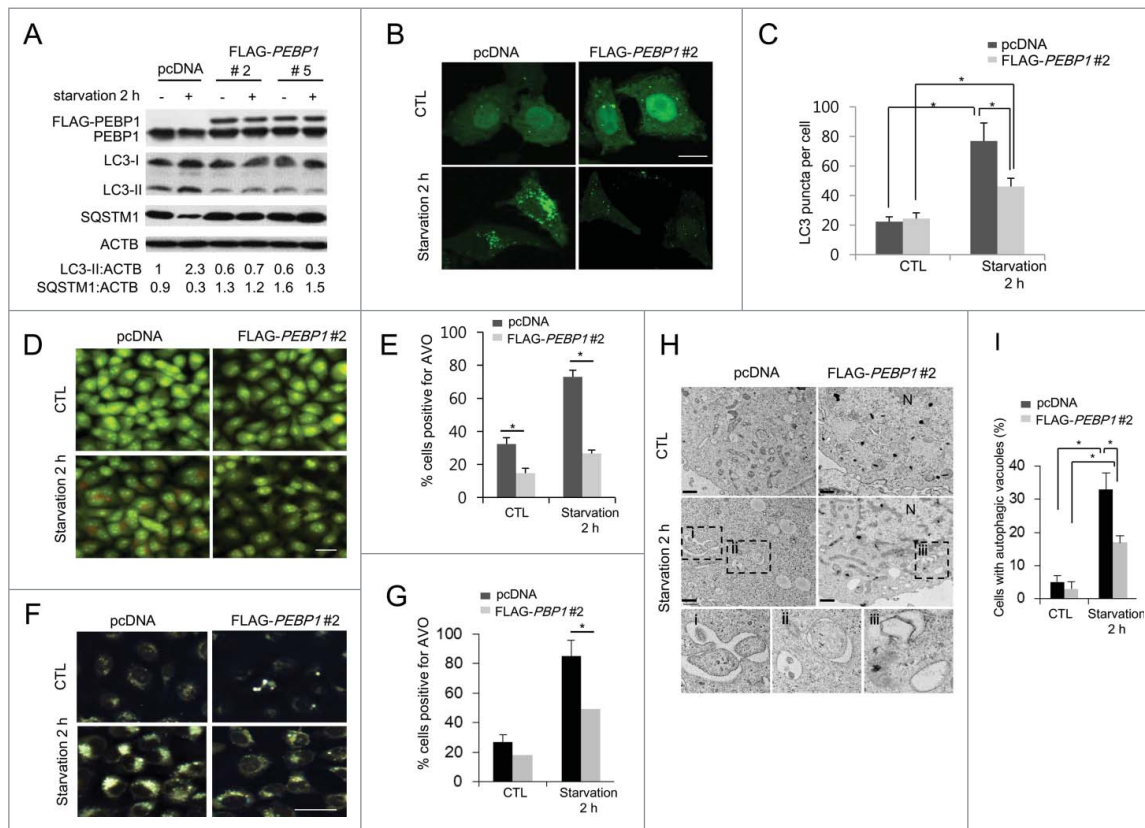 A
FLAG-PEBP1
pcDNA # 2 # 5
starvation 2 h - + - + - +
FLAG-PEBP1
PEBP1
LC3-I
LC3-II
SQSTM1
ACTB
LC3-II:ACTB 1 2.3 0.6 0.7 0.6 0.3
SQSTM1:ACTB 0.9 0.3 1.3 1.2 1.6 1.5
B
pcDNA FLAG-PEBP1#2
CTL
Starvation 2 h
C
pcDNA
FLAG-PEBP1#2
*
* *
LC3 puncta per cell
100
80
60
40
20
0
CTL Starvation
2 h
D
pcDNA FLAG-PEBP1#2
CTL
Starvation 2 h
E
pcDNA
FLAG-PEBP1#2
% cells positive for AVO
100
80
60
40
20
0
* *
CTL Starvation
2 h
F
pcDNA FLAG-PEBP1#2
CTL
Starvation 2 h
G
pcDNA
FLAG-PBP1#2
% cells positive for AVO
100
80
60
40
20
0
*
CTL Starvation
2 h
H
pcDNA FLAG-PEBP1#2
CTL
N
Starvation 2 h
N
i
ii
iii
i ii iii
I
pcDNA
FLAG-PEBP1#2
* *
*
Cells with autophagic vacuoles (%)
40
30
20
10
0
CTL Starvation
2 h